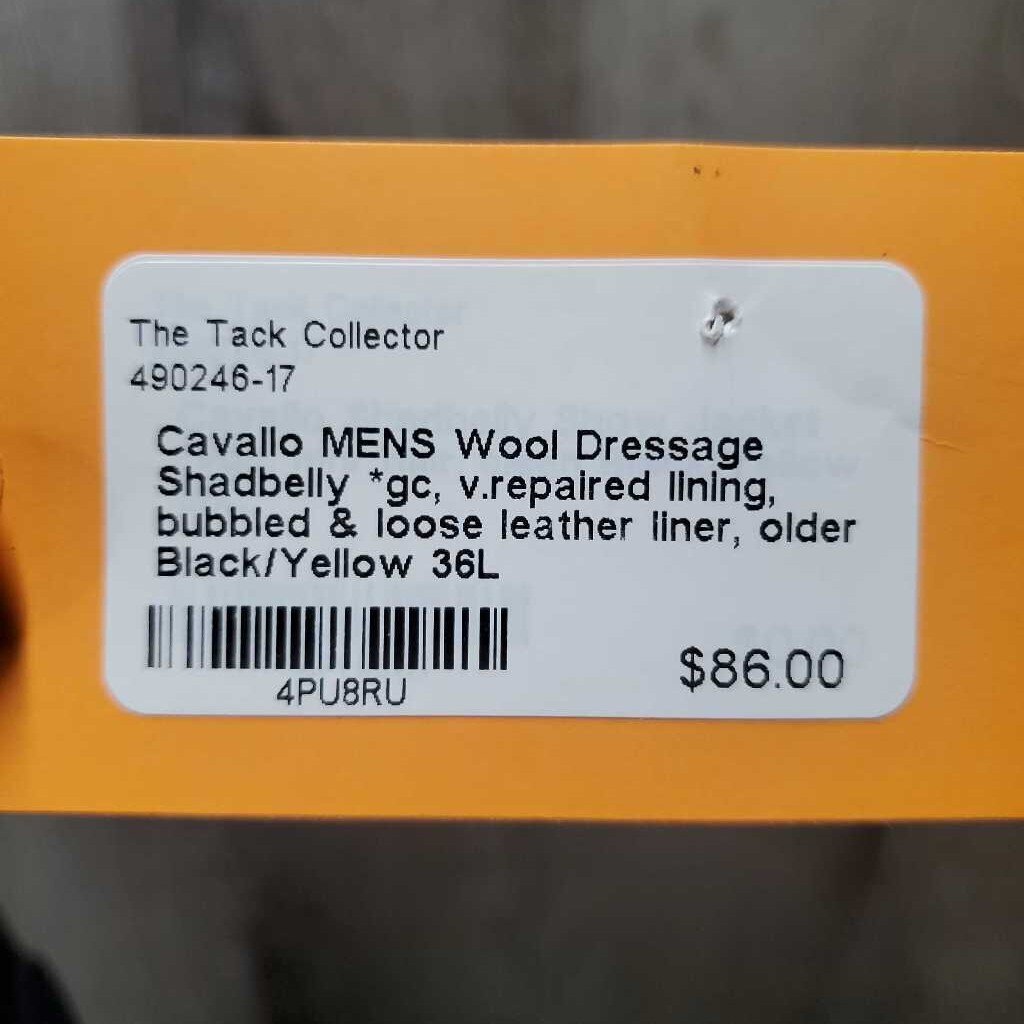 The Tack Collector
490246-17
Cavallo MENS Wool Dressage
Shadbelly *gc, v.repaired lining,
bubbled & loose leather liner, older
Black/Yellow 36L
4PU8RU
$86.00